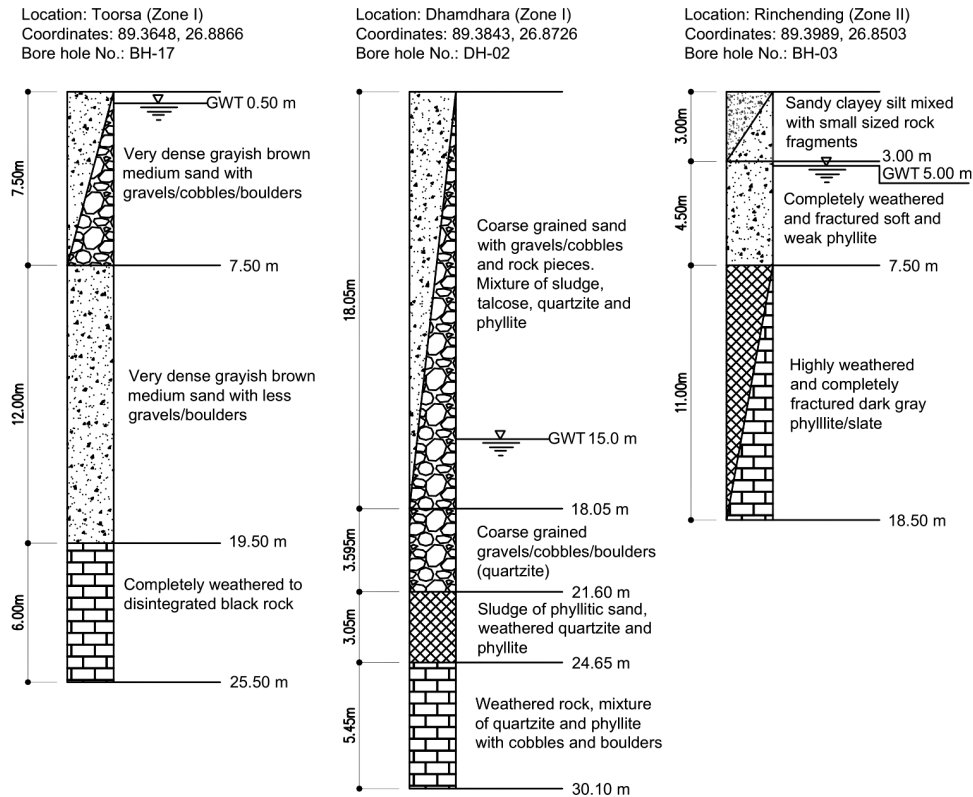 Location: Toorsa (Zone I)
Coordinates: 89.3648, 26.8866
Bore hole No.: BH-17
GWT 0.50 m
7.50m
Very dense grayish brown
medium sand with
gravels/cobbles/boulders
7.50 m
12.00m
Very dense grayish brown
medium sand with less
gravels/boulders
19.50 m
6.00m
Completely weathered to
disintegrated black rock
25.50 m
Location: Dhamdhara (Zone I)
Coordinates: 89.3843, 26.8726
Bore hole No.: DH-02
18.05m
Coarse grained sand
with gravels/cobbles
and rock pieces.
Mixture of sludge,
talcose, quartzite and
phyllite
GWT 15.0 m
18.05 m
3.595m
Coarse grained
gravels/cobbles/boulders
(quartzite)
21.60 m
3.05m
Sludge of phyllitic sand,
weathered quartzite and
phyllite
24.65 m
5.45m
Weathered rock, mixture
of quartzite and phyllite
with cobbles and boulders
30.10 m
Location: Rinchending (Zone II)
Coordinates: 89.3989, 26.8503
Bore hole No.: BH-03
3.00m
Sandy clayey silt mixed
with small sized rock
fragments
3.00 m
GWT 5.00 m
4.50m
Completely weathered
and fractured soft and
weak phyllite
7.50 m
11.00m
Highly weathered
and completely
fractured dark gray
phylllite/slate
18.50 m